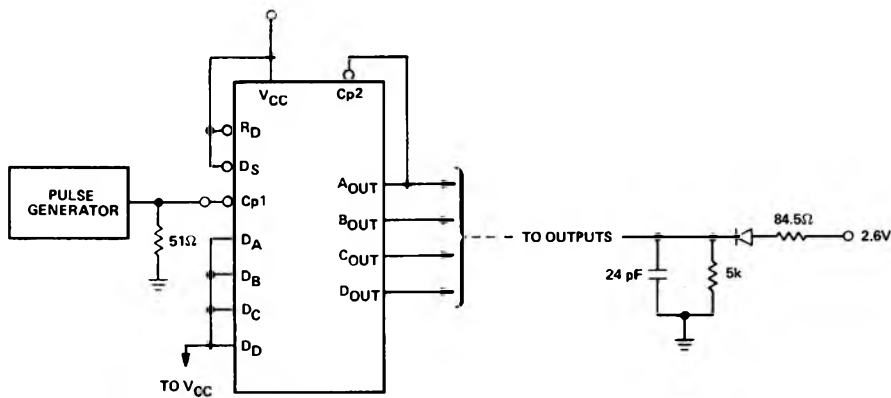 VCC
Cp2
RD
DS
PULSE
GENERATOR
Cp1
51Ω
DA
DB
DC
DD
TO VCC
AOUT
BOUT
COUT
DOUT
TO OUTPUTS
84.5Ω
2.6V
24 pF
5k